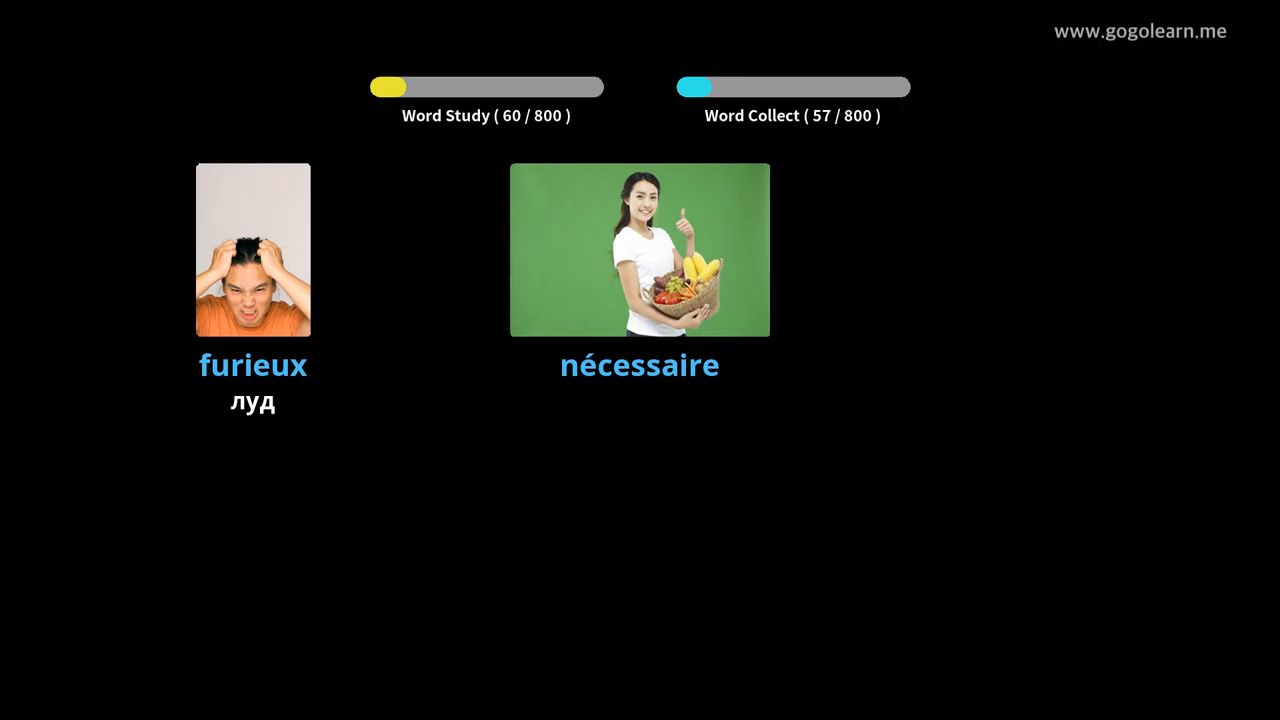 www.gogolearn.me
Word Study ( 60 / 800 )
Word Collect ( 57 / 800 )
furieux
луд
nécessaire